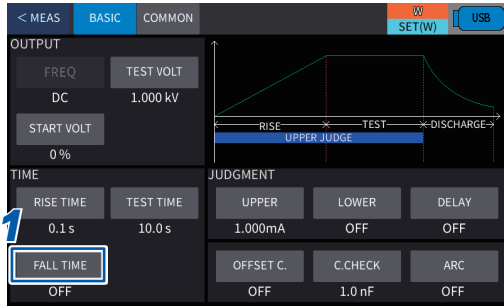 < MEAS BASIC COMMON W SET(W) USB
OUTPUT
FREQ TEST VOLT
DC 1.000 kV
START VOLT
0 %
RISE TEST DISCHARGE
UPPER JUDGE
TIME JUDGMENT
RISE TIME TEST TIME UPPER LOWER DELAY
0.1 s 10.0 s 1.000mA OFF OFF
1
FALL TIME OFFSET C. C.CHECK ARC
OFF OFF 1.0 nF OFF